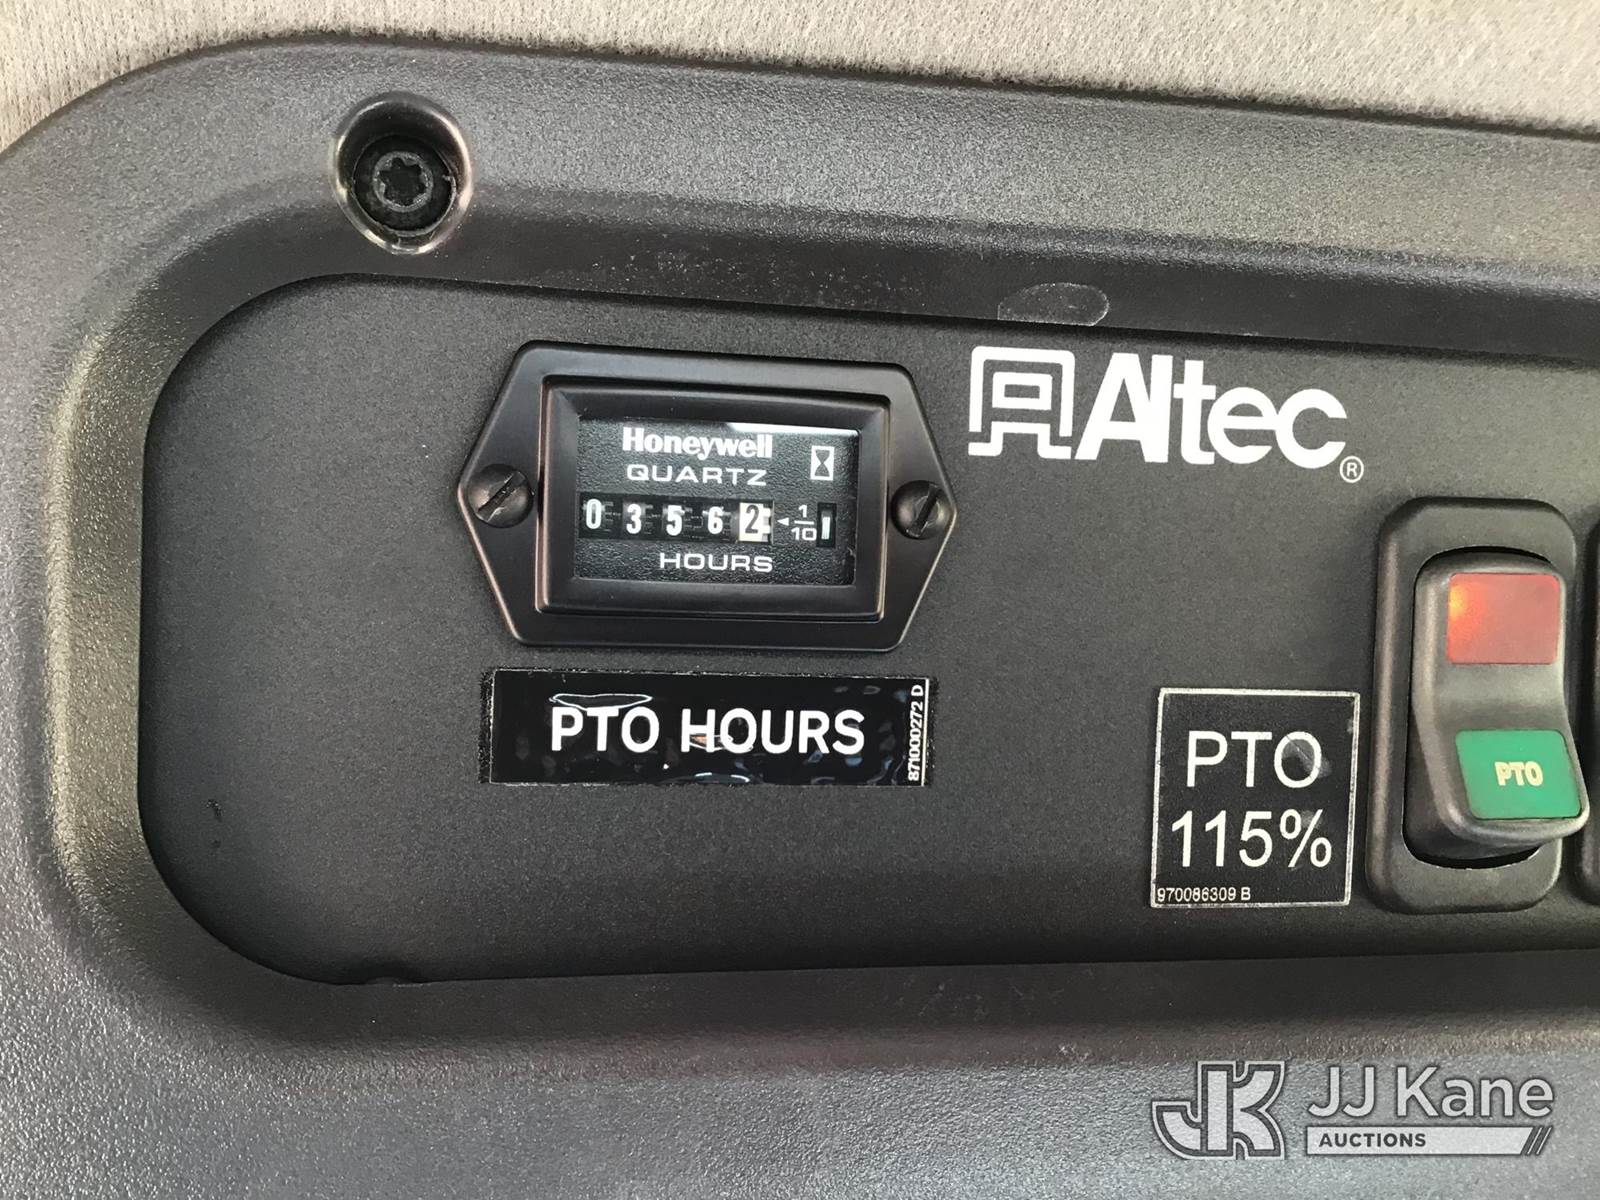 Honeywell
QUARTZ
0 3 5 6 2 1/10
HOURS
Altec®
PTO HOURS
871000272 D
PTO
115%
970086309 B
PTO
JK JJ Kane
AUCTIONS